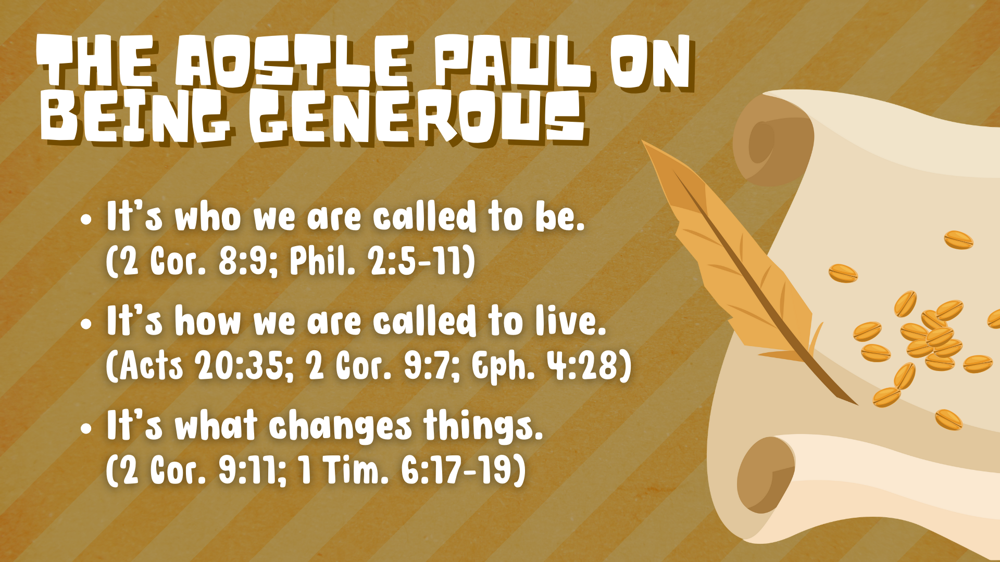 THE AOSTLE PAUL ON
BEING GENEROUS
• It's who we are called to be.
(2 Cor. 8:9; Phil. 2:5-11)
• It's how we are called to live.
(Acts 20:35; 2 Cor. 9:7; Eph. 4:28)
• It's what changes things.
(2 Cor. 9:11; 1 Tim. 6:17-19)